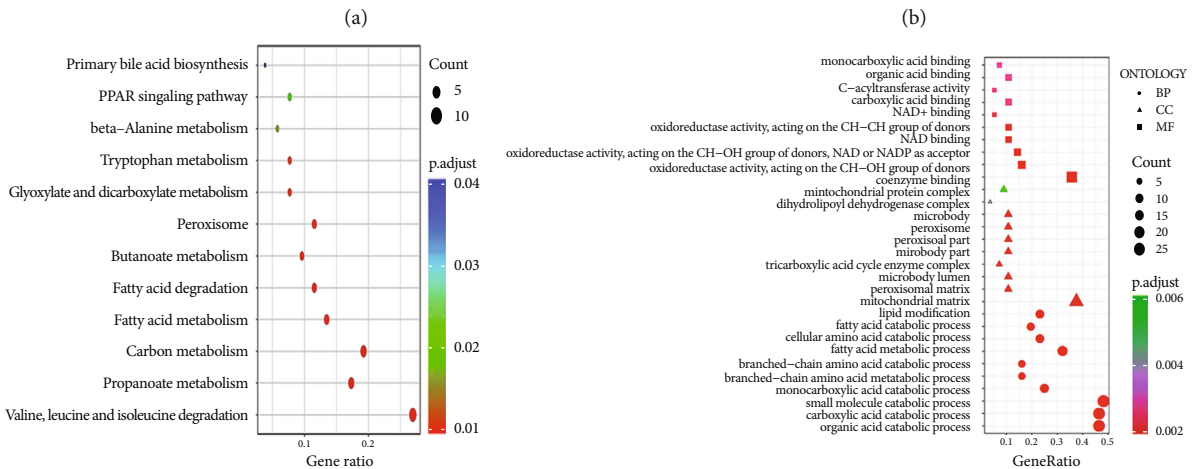 (a)
Primary bile acid biosynthesis
PPAR singaling pathway
beta−Alanine metabolism
Tryptophan metabolism
Glyoxylate and dicarboxylate metabolism
Peroxisome
Butanoate metabolism
Fatty acid degradation
Fatty acid metabolism
Carbon metabolism
Propanoate metabolism
Valine, leucine and isoleucine degradation
0.1 0.2
Gene ratio
Count
5
10
p.adjust
0.04
0.03
0.02
0.01
(b)
monocarboxylic acid binding
organic acid binding
C−acyltransferase activity
carboxylic acid binding
NAD+ binding
oxidoreductase activity, acting on the CH−CH group of donors
NAD binding
oxidoreductase activity, acting on the CH−OH group of donors, NAD or NADP as acceptor
oxidoreductase activity, acting on the CH−OH group of donors
coenzyme binding
mintochondrial protein complex
dihydrolipoyl dehydrogenase complex
microbody
peroxisome
peroxisoal part
mirobody part
tricarboxylic acid cycle enzyme complex
microbody lumen
peroxisomal matrix
mitochondrial matrix
lipid modification
fatty acid catabolic process
cellular amino acid catabolic process
fatty acid metabolic process
branched−chain amino acid catabolic process
branched−chain amino acid metatabolic process
monocarboxylic acid catabolic process
small molecule catabolic process
carboxylic acid catabolic process
organic acid catabolic process
0.1 0.2 0.3 0.4 0.5
GeneRatio
ONTOLOGY
BP
CC
MF
Count
5
10
15
20
25
p.adjust
0.006
0.004
0.002